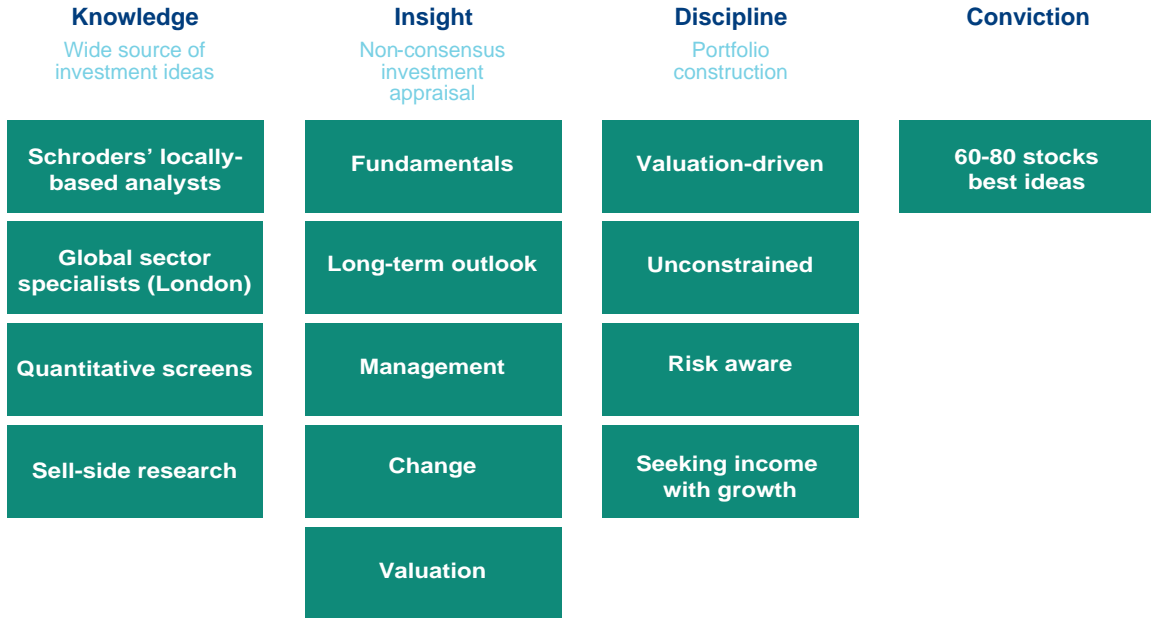 Knowledge
Wide source of
investment ideas
Schroders’ locally-
based analysts
Global sector
specialists (London)
Quantitative screens
Sell-side research
Insight
Non-consensus
investment
appraisal
Fundamentals
Long-term outlook
Management
Change
Valuation
Discipline
Portfolio
construction
Valuation-driven
Unconstrained
Risk aware
Seeking income
with growth
Conviction
60-80 stocks
best ideas